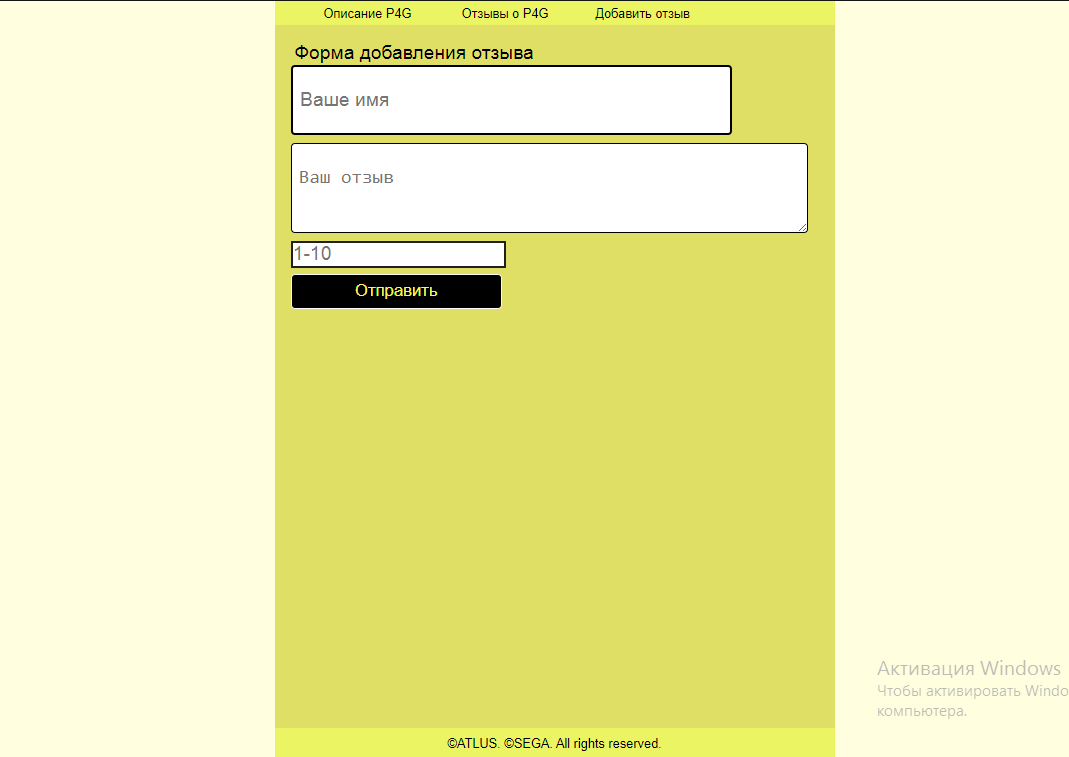 Описание P4G Отзывы о P4G Добавить отзыв
Форма добавления отзыва
Ваше имя
Ваш отзыв
1-10
Отправить
Активация Windows
Чтобы активировать Windo
компьютера.
©ATLUS. ©SEGA. All rights reserved.